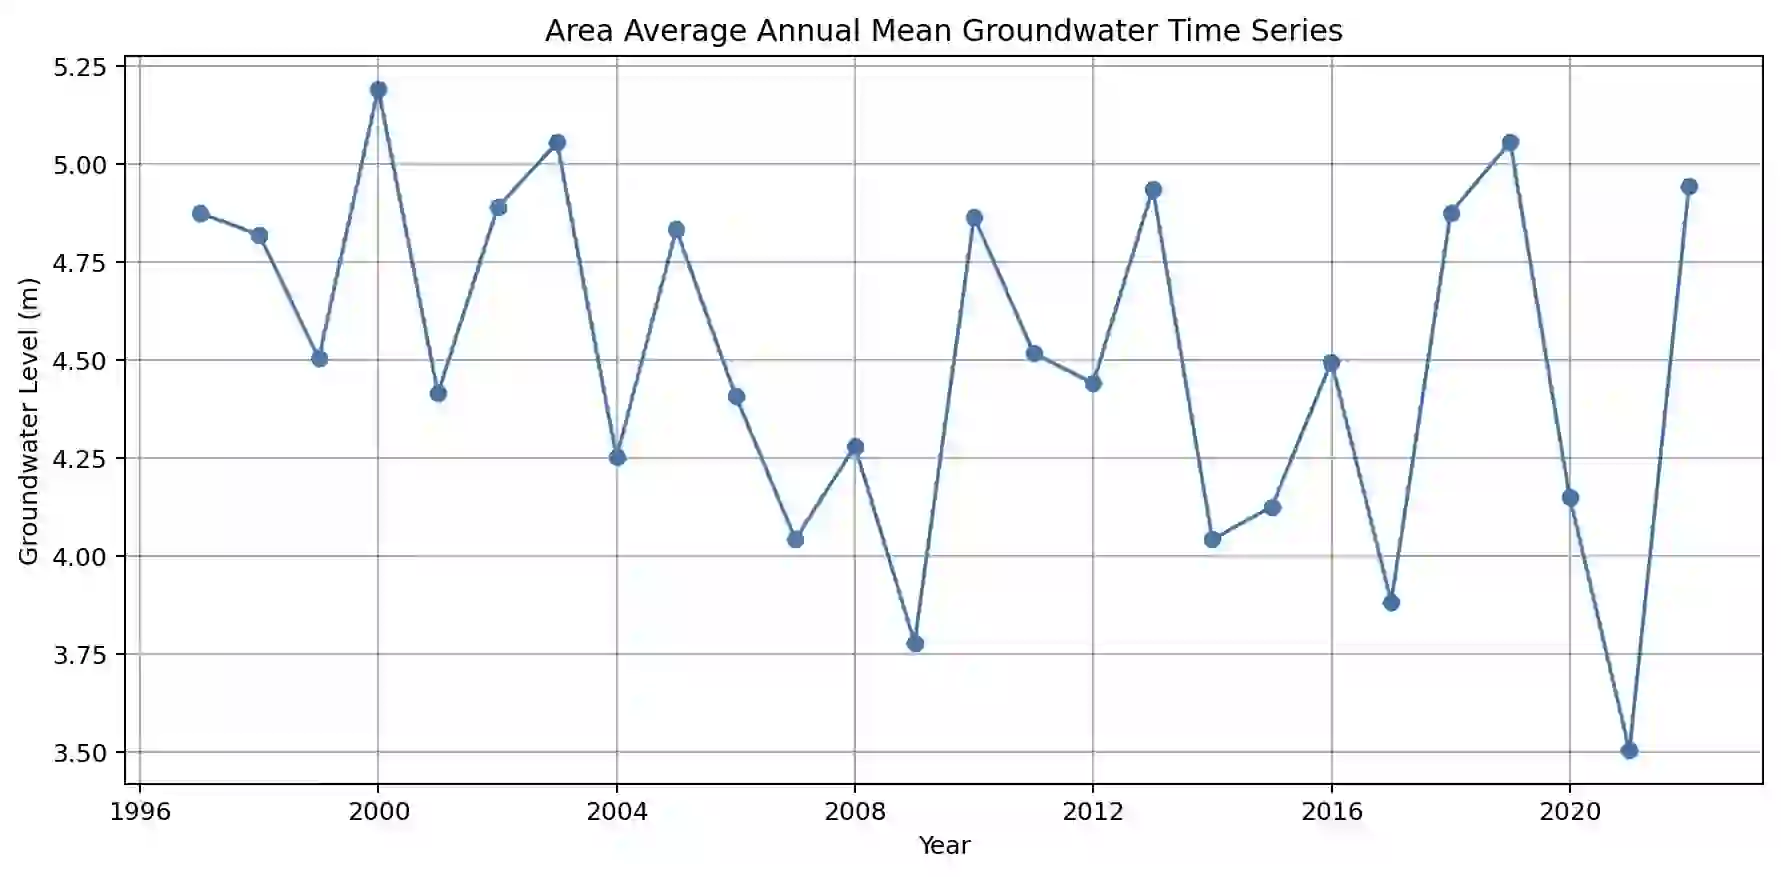 Area Average Annual Mean Groundwater Time Series
Groundwater Level (m)
5.25
5.00
4.75
4.50
4.25
4.00
3.75
3.50
1996 2000 2004 2008 2012 2016 2020
Year